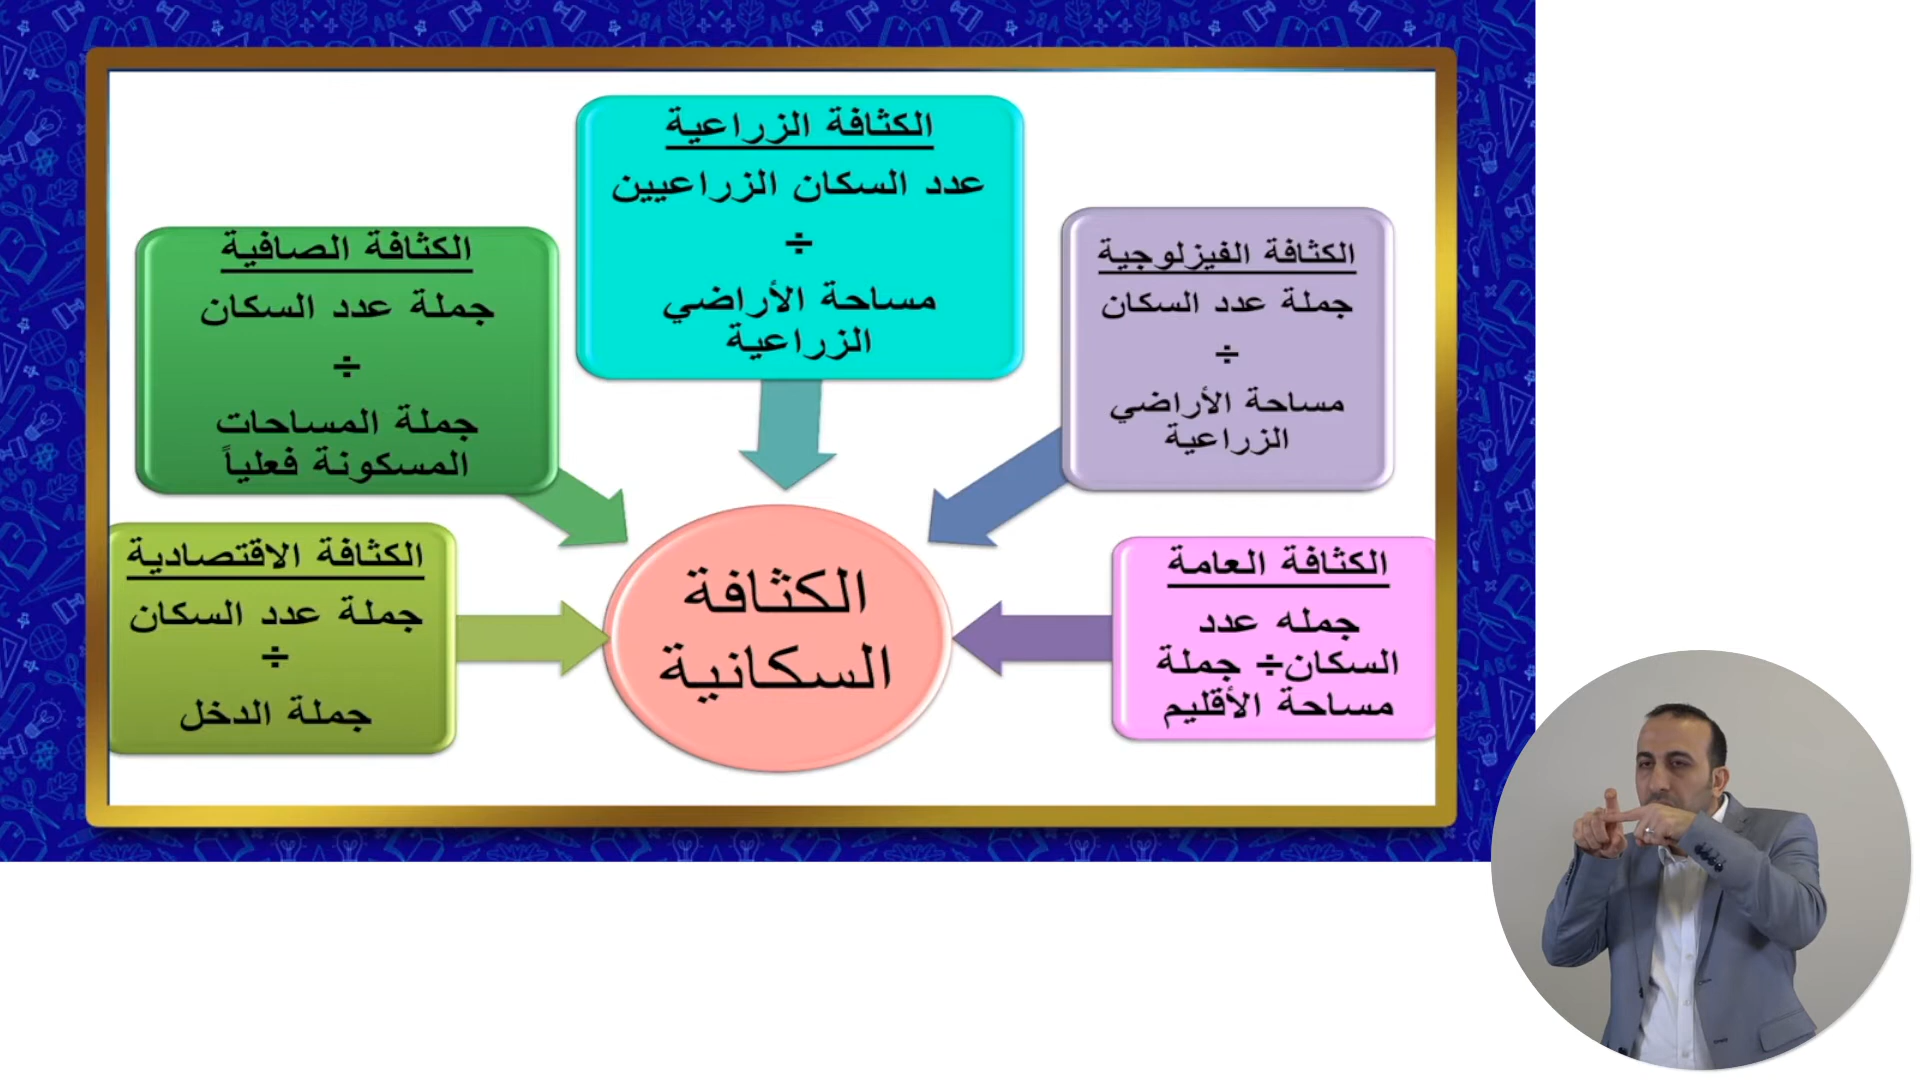 الكثافة الزراعية
عدد السكان الزراعيين
÷
مساحة الأراضي
الزراعية
الكثافة الفيزلوجية
جملة عدد السكان
÷
مساحة الأراضي
الزراعية
الكثافة الصافية
جملة عدد السكان
÷
جملة المساحات
المسكونة فعلياً
الكثافة العامة
جمله عدد
السكان÷ جملة
مساحة الأقليم
الكثافة الاقتصادية
جملة عدد السكان
÷
جملة الدخل
الكثافة
السكانية